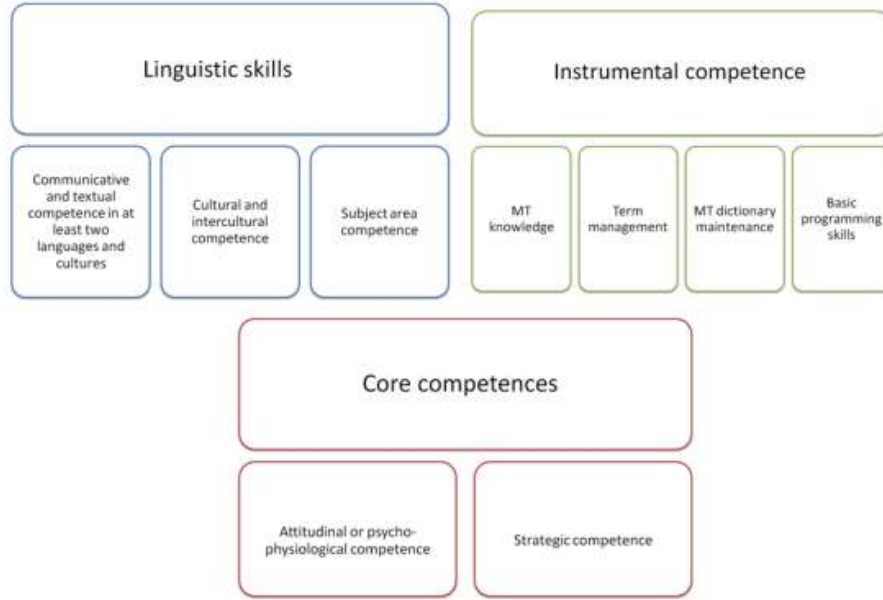 Linguistic skills
Communicative
and textual
competence in at
least two
languages and
cultures
Cultural and
intercultural
competence
Subject area
competence
Instrumental competence
MT
knowledge
Term
management
MT dictionary
maintenance
Basic
programming
skills
Core competences
Attitudinal or psycho-
physiological competence
Strategic competence